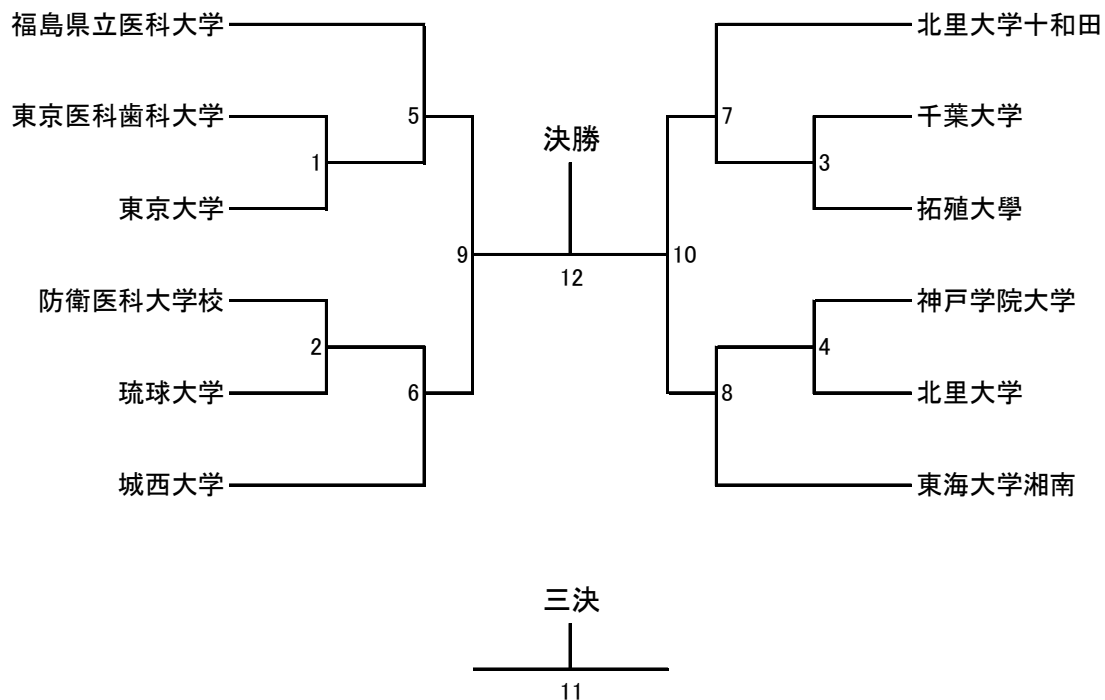 福島県立医科大学
北里大学十和田
東京医科歯科大学
5
7
千葉大学
決勝
1
3
東京大学
拓殖大學
9
10
12
防衛医科大学校
神戸学院大学
2
4
琉球大学
6
8
北里大学
城西大学
東海大学湘南
三決
11